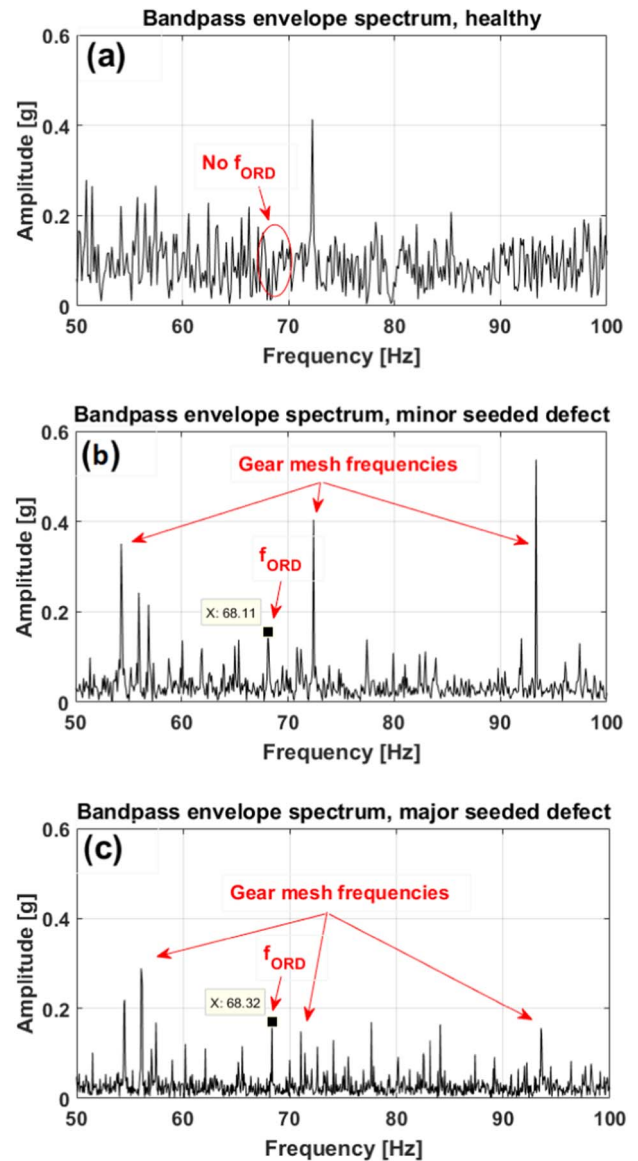 Bandpass envelope spectrum, healthy
0.6
(a)
No fORD
0.4
0.2
0
Amplitude [g]
50 60 70 80 90 100
Frequency [Hz]
Bandpass envelope spectrum, minor seeded defect
0.6
(b)
Gear mesh frequencies
0.4
fORD
X: 68.11
0.2
0
Amplitude [g]
50 60 70 80 90 100
Frequency [Hz]
Bandpass envelope spectrum, major seeded defect
0.6
(c)
Gear mesh frequencies
0.4
fORD
X: 68.32
0.2
0
Amplitude [g]
50 60 70 80 90 100
Frequency [Hz]